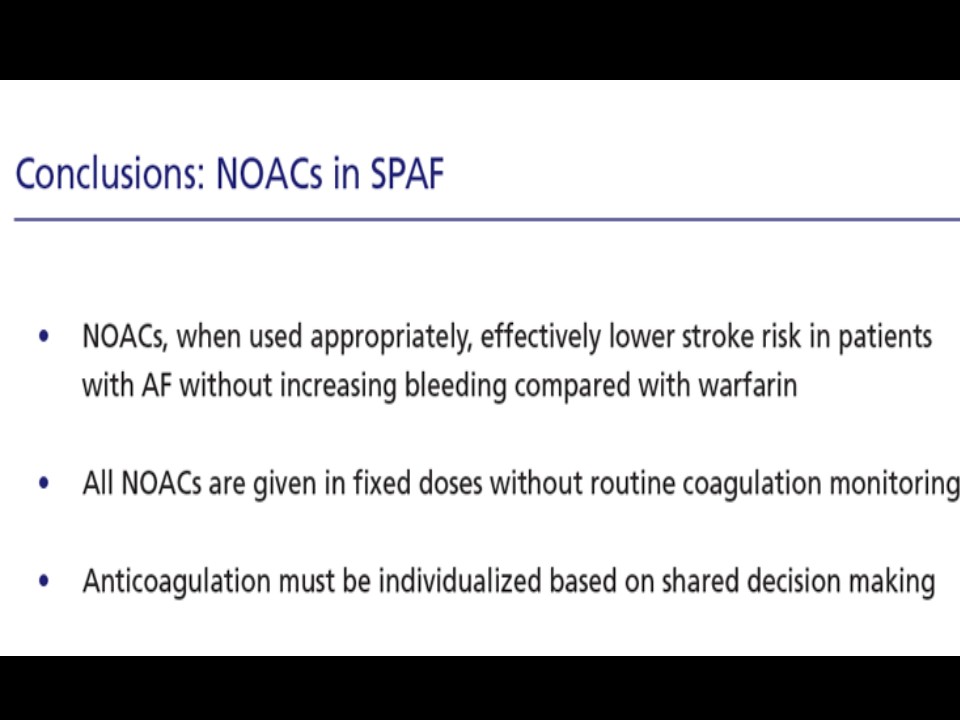 Conclusions: NOACs in SPAF
• NOACs, when used appropriately, effectively lower stroke risk in patients
with AF without increasing bleeding compared with warfarin
• All NOACs are given in fixed doses without routine coagulation monitoring
• Anticoagulation must be individualized based on shared decision making